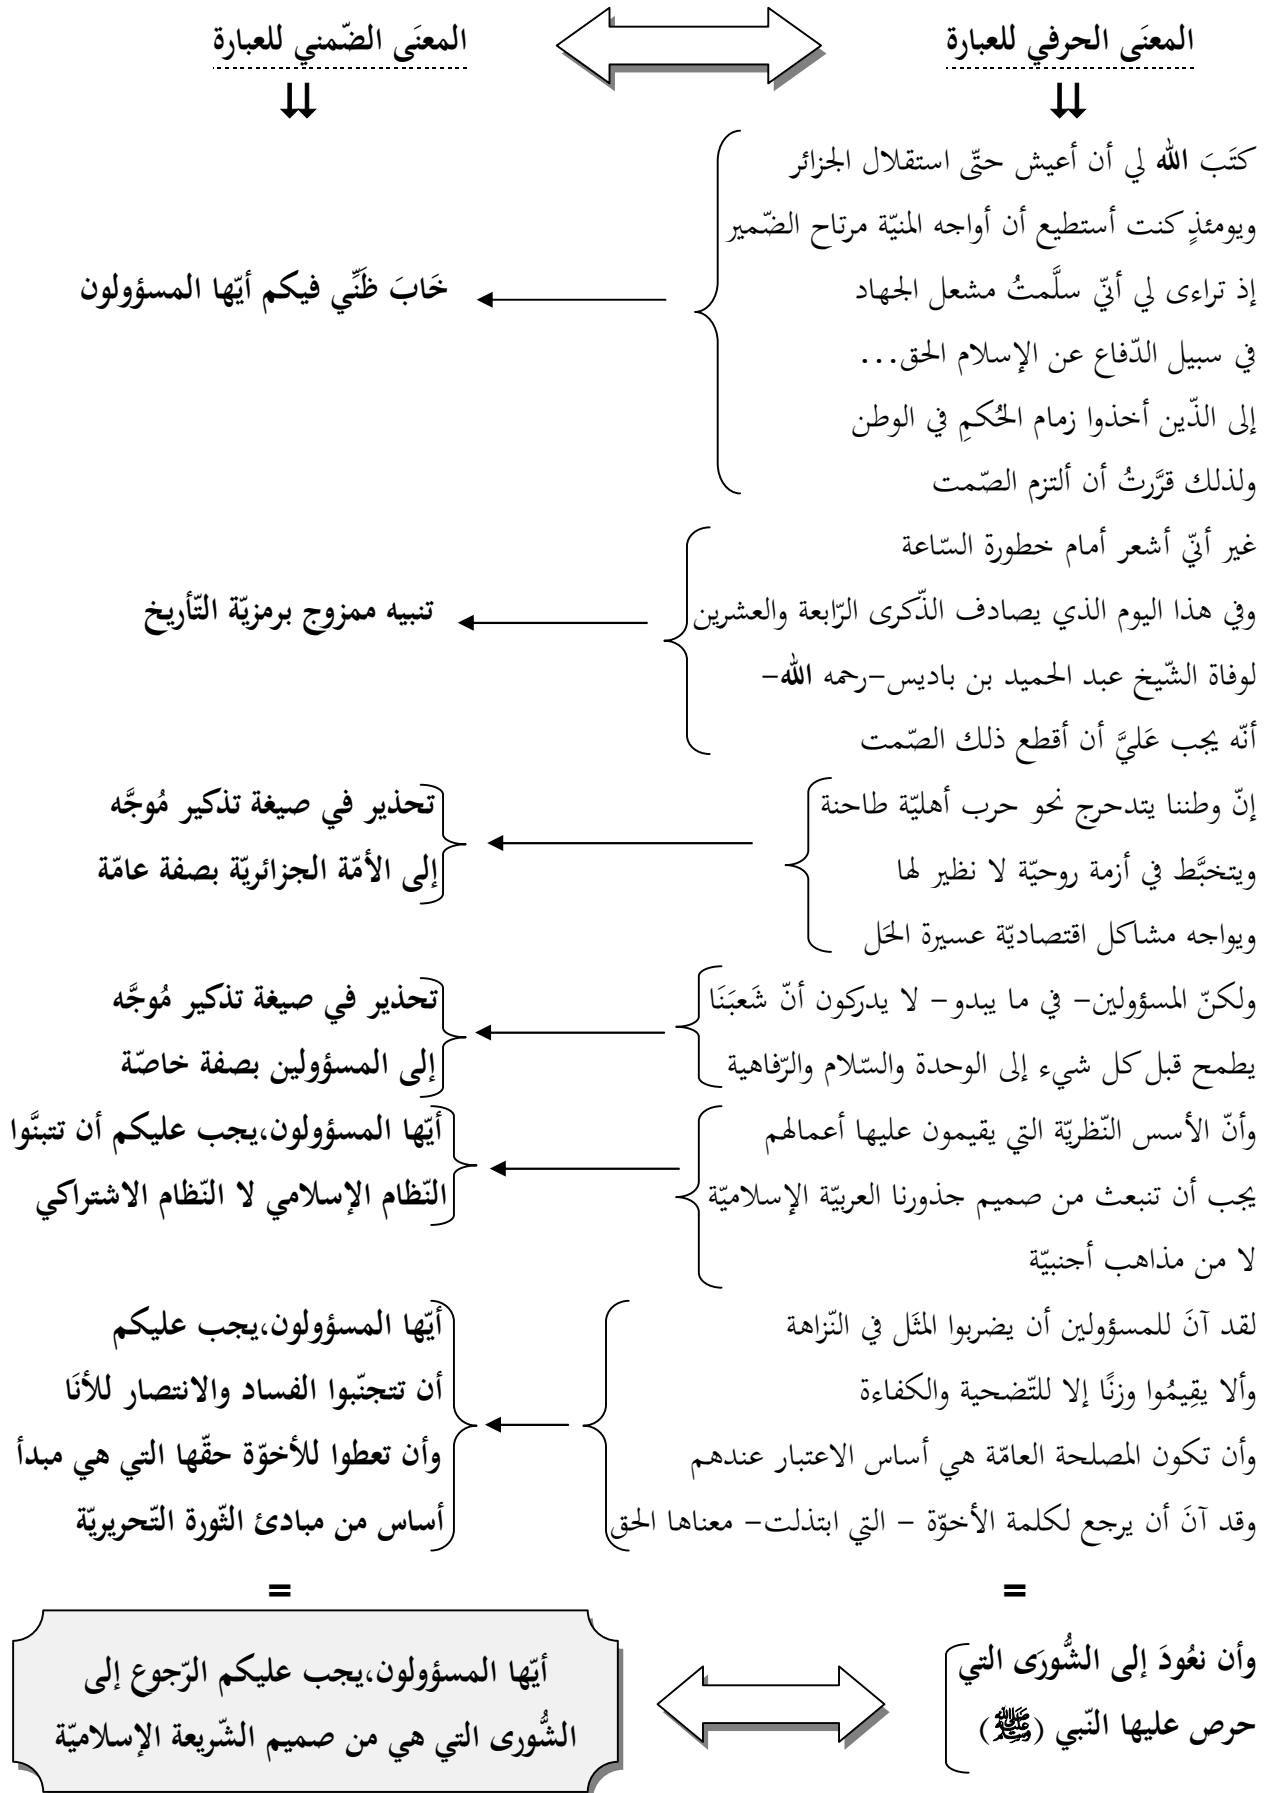 المعنَى الحرفي للعبارة
المعنَى الضّمني للعبارة
كتَبَ الله لي أن أعيش حتّى استقلال الجزائر
ويومئذٍ كنت أستطيع أن أواجه المنيّة مرتاح الضّمير
إذ تراءى لي أنّي سلَّمتُ مشعل الجهاد
في سبيل الدّفاع عن الإسلام الحق...
إلى الذّين أخذوا زمام الحُكمِ في الوطن
ولذلك قرَّرتُ أن ألتزم الصّمت
خَابَ ظَنِّي فيكم أيّها المسؤولون
غير أنّي أشعر أمام خطورة السّاعة
وفي هذا اليوم الذي يصادف الذّكرى الرّابعة والعشرين
لوفاة الشّيخ عبد الحميد بن باديس–رحمه الله–
أنّه يجب عَليَّ أن أقطع ذلك الصّمت
تنبيه ممزوج برمزيّة التّأريخ
إنّ وطننا يتدحرج نحو حرب أهليّة طاحنة
ويتخبَّط في أزمة روحيّة لا نظير لها
ويواجه مشاكل اقتصاديّة عسيرة الحَل
تحذير في صيغة تذكير مُوجَّه
إلى الأمّة الجزائريّة بصفة عامّة
ولكنّ المسؤولين– في ما يبدو– لا يدركون أنّ شَعبَنَا
يطمح قبل كل شيء إلى الوحدة والسّلام والرّفاهية
تحذير في صيغة تذكير مُوجَّه
إلى المسؤولين بصفة خاصّة
وأنّ الأسس النّظريّة التي يقيمون عليها أعمالهم
يجب أن تنبعث من صميم جذورنا العربيّة الإسلاميّة
لا من مذاهب أجنبيّة
أيّها المسؤولون،يجب عليكم أن تتبنَّوا
النّظام الإسلامي لا النّظام الاشتراكي
لقد آنَ للمسؤولين أن يضربوا المثَل في النّزاهة
وألا يقِيمُوا وزنًا إلا للتّضحية والكفاءة
وأن تكون المصلحة العامّة هي أساس الاعتبار عندهم
وقد آنَ أن يرجع لكلمة الأخوّة – التي ابتذلت– معناها الحق
أيّها المسؤولون،يجب عليكم
أن تتجنّبوا الفساد والانتصار للأنَا
وأن تعطوا للأخوّة حقّها التي هي مبدأ
أساس من مبادئ الثّورة التّحريريّة
=
=
وأن نعُودَ إلى الشُّورَى التي
حرص عليها النّبي (ﷺ)
أيّها المسؤولون،يجب عليكم الرّجوع إلى
الشُّورى التي هي من صميم الشّريعة الإسلاميّة